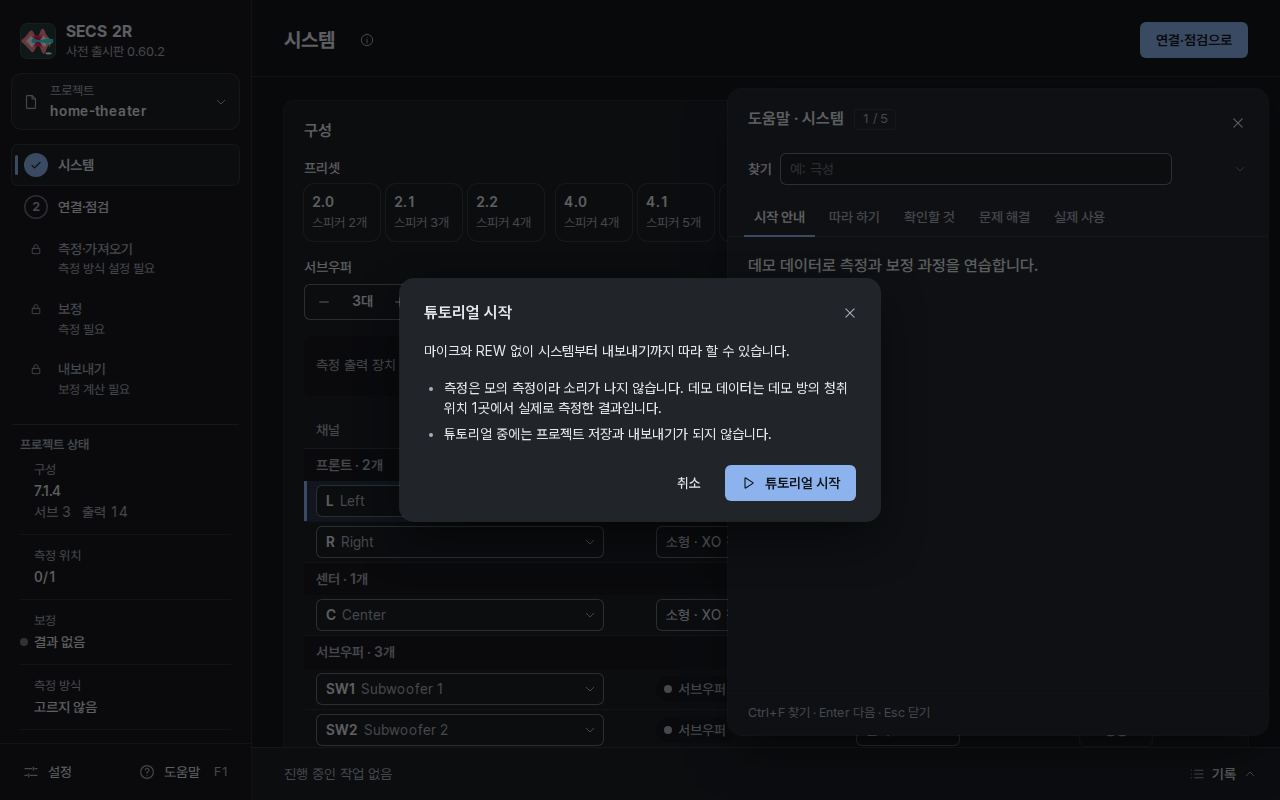 SECS 2R
사전 출시판 0.60.2
프로젝트
home-theater
시스템
2 연결·점검
측정·가져오기
측정 방식 설정 필요
보정
측정 필요
내보내기
보정 계산 필요
프로젝트 상태
구성
7.1.4
서브 3 출력 14
측정 위치
0/1
보정
결과 없음
측정 방식
고르지 않음
설정
도움말 F1
시스템
연결·점검으로
구성
프리셋
2.0
스피커 2개
2.1
스피커 3개
2.2
스피커 4개
4.0
스피커 4개
4.1
스피커 5개
서브우퍼
3대
측정 출력 장치
채널
프론트 · 2개
L Left
R Right
소형 · XO
센터 · 1개
C Center
소형 · XO
서브우퍼 · 3개
SW1 Subwoofer 1
서브우퍼
SW2 Subwoofer 2
서브우퍼
진행 중인 작업 없음
기록
도움말 · 시스템 1 / 5
찾기 예: 극성
시작 안내 따라 하기 확인할 것 문제 해결 실제 사용
데모 데이터로 측정과 보정 과정을 연습합니다.
Ctrl+F 찾기 · Enter 다음 · Esc 닫기
튜토리얼 시작
마이크와 REW 없이 시스템부터 내보내기까지 따라 할 수 있습니다.
측정은 모의 측정이라 소리가 나지 않습니다. 데모 데이터는 데모 방의 청취
위치 1곳에서 실제로 측정한 결과입니다.
튜토리얼 중에는 프로젝트 저장과 내보내기가 되지 않습니다.
취소
튜토리얼 시작